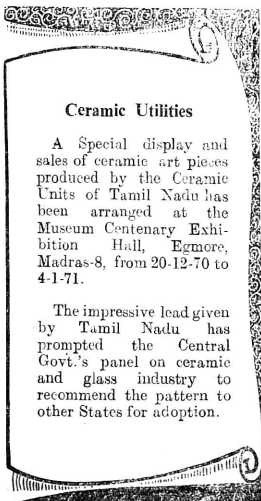 Ceramic Utilities
A Special display and
sales of ceramic art pieces
produced by the Ceramic
Units of Tamil Nadu has
been arranged at the
Museum Centenary Exhi-
bition Hall, Egmore,
Madras-8, from 20-12-70 to
4-1-71.
The impressive lead given
by Tamil Nadu has
prompted the Central
Govt.'s panel on ceramic
and glass industry to
recommend the pattern to
other States for adoption.